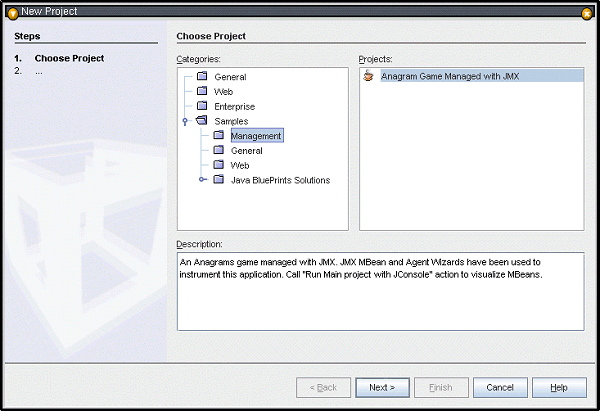 New Project
Steps
1. Choose Project
2. ...
Choose Project
Categories:
General
Web
Enterprise
Samples
Management
General
Web
Java BluePrints Solutions
Projects:
Anagram Game Managed with JMX
Description:
An Anagrams game managed with JMX. JMX MBean and Agent Wizards have been used to
instrument this application. Call "Run Main project with JConsole" action to visualize MBeans.
< Back
Next >
Finish
Cancel
Help